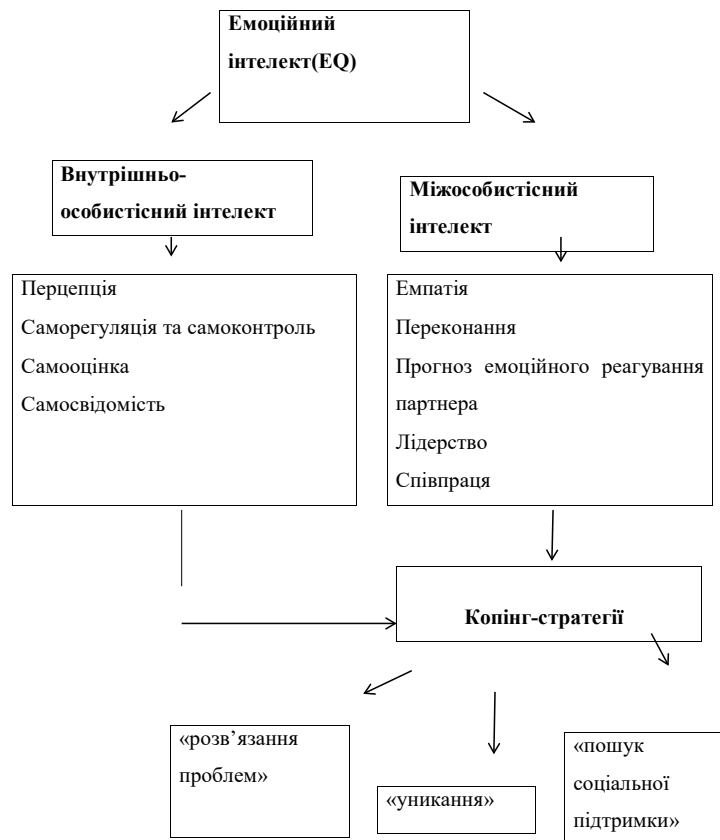 Емоційний
інтелект(EQ)
Внутрішньо-
особистісний інтелект
Міжособистісний
інтелект
Перцепція
Саморегуляція та самоконтроль
Самооцінка
Самосвідомість
Емпатія
Переконання
Прогноз емоційного реагування
партнера
Лідерство
Співпраця
Копінг-стратегії
«розв’язання
проблем»
«уникання»
«пошук
соціальної
підтримки»